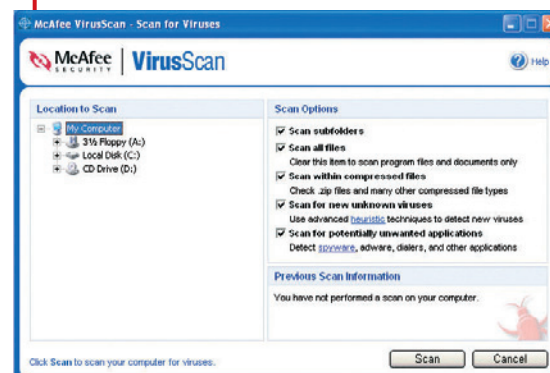 McAfee VirusScan - Scan for Viruses
McAfee SECURITY VirusScan
Help
Location to Scan
My Computer
3½ Floppy (A:)
Local Disk (C:)
CD Drive (D:)
Scan Options
Scan subfolders
Scan all files
Clear this item to scan program files and documents only
Scan within compressed files
Check .zip files and many other compressed file types
Scan for new unknown viruses
Use advanced heuristic techniques to detect new viruses
Scan for potentially unwanted applications
Detect spyware, adware, dialers, and other applications
Previous Scan Information
You have not performed a scan on your computer.
Click Scan to scan your computer for viruses.
Scan
Cancel